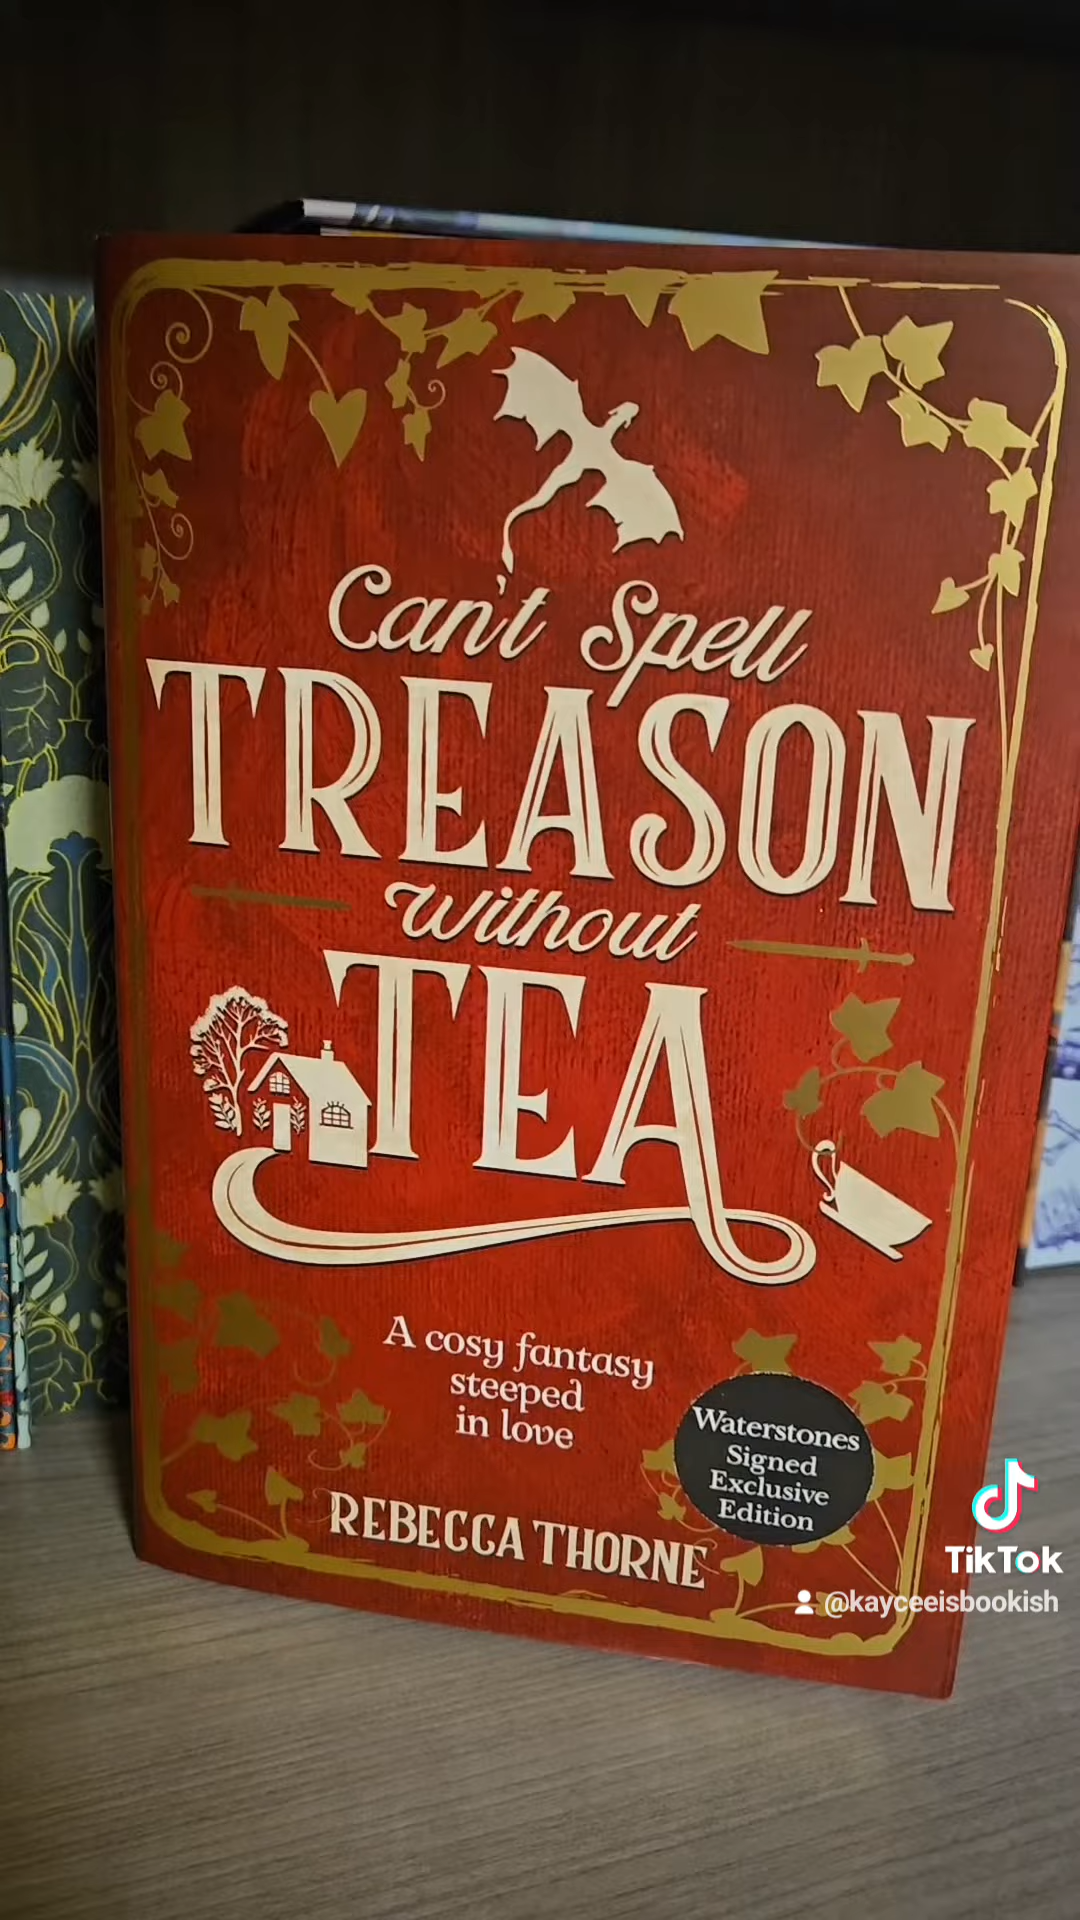 Can't Spell
TREASON
without
TEA
A cosy fantasy
steeped
in love
Waterstones
Signed
Exclusive
Edition
REBECCA THORNE
TikTok
@kayceeisbookish